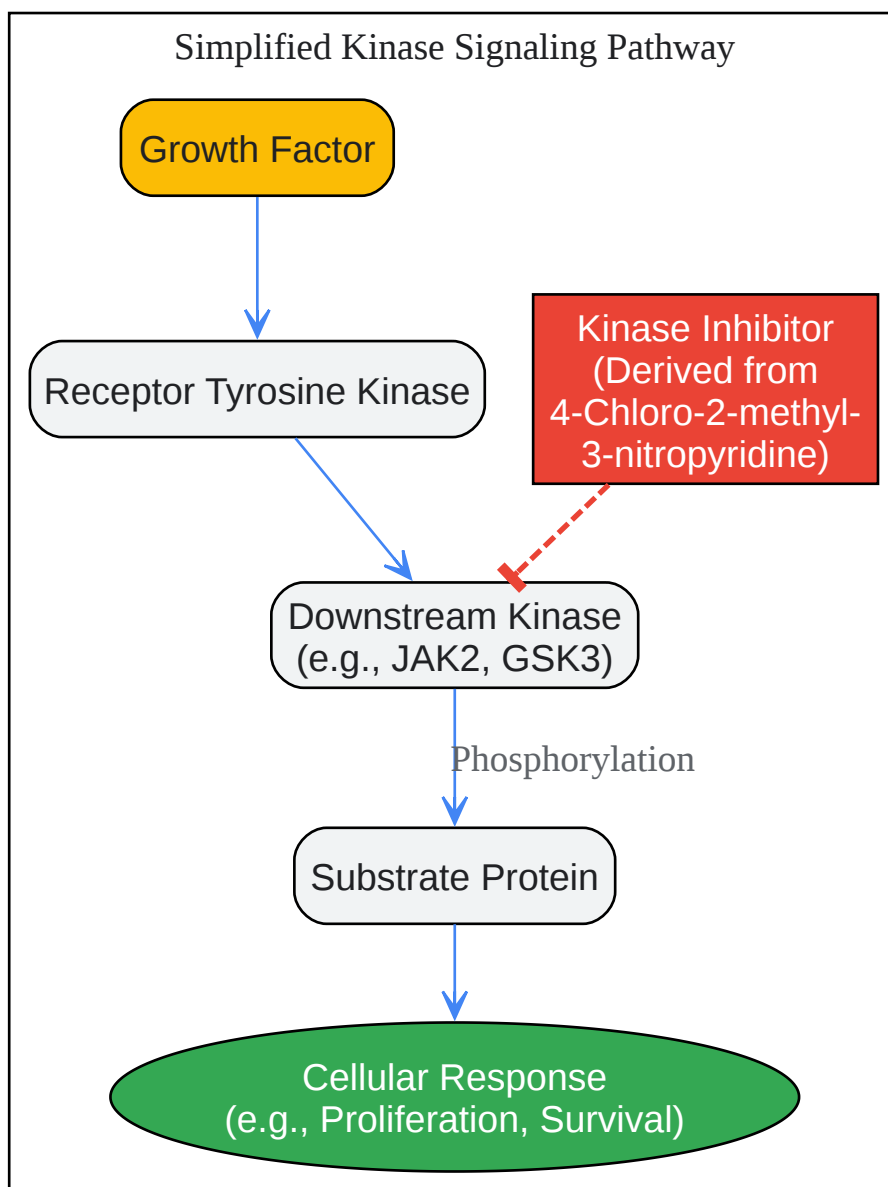 Simplified Kinase Signaling Pathway
Growth Factor
Receptor Tyrosine Kinase
Kinase Inhibitor
(Derived from
4-Chloro-2-methyl-
3-nitropyridine)
Downstream Kinase
(e.g., JAK2, GSK3)
Phosphorylation
Substrate Protein
Cellular Response
(e.g., Proliferation, Survival)